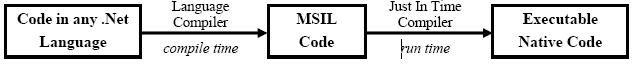 Code in any .Net
Language
Language
Compiler
compile time
MSIL
Code
Just In Time
Compiler
run time
Executable
Native Code